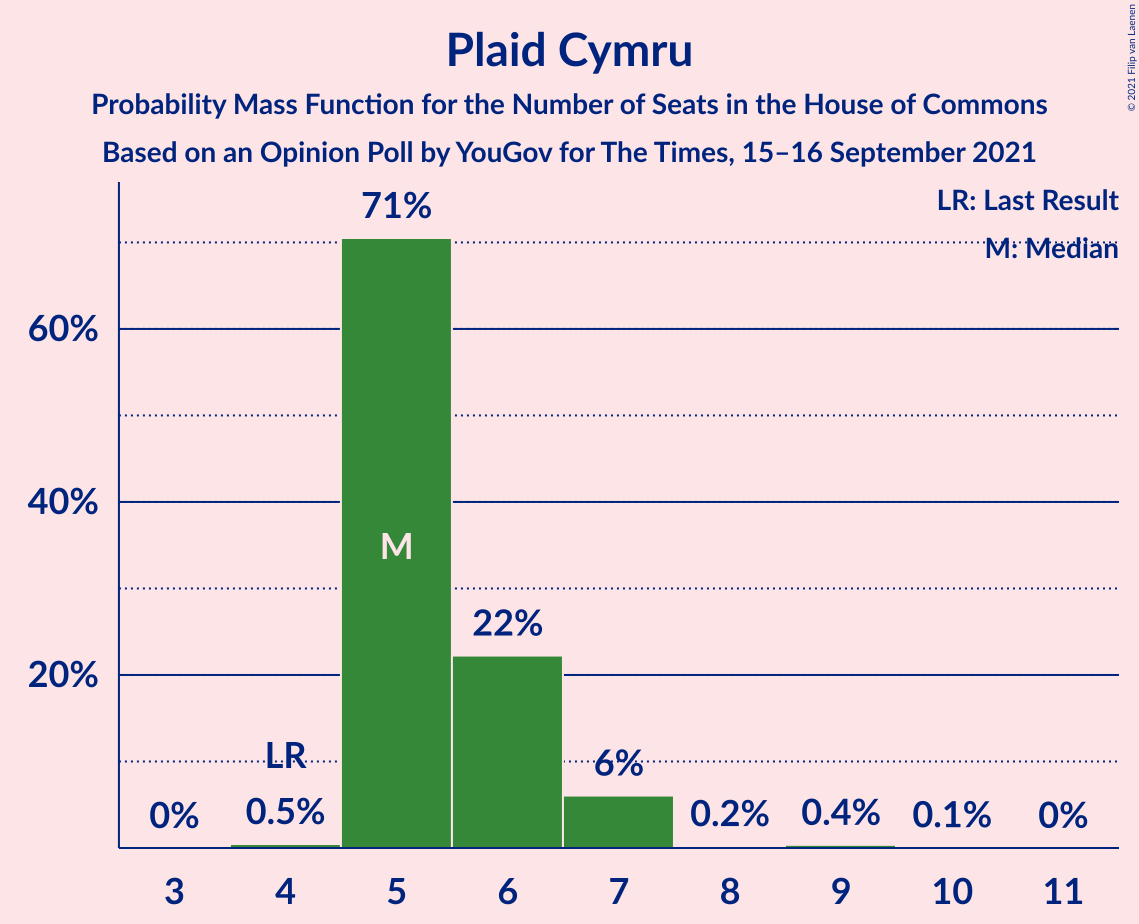 Plaid Cymru
Probability Mass Function for the Number of Seats in the House of Commons
Based on an Opinion Poll by YouGov for The Times, 15–16 September 2021
© 2021 Filip van Laenen
LR: Last Result
M: Median
60%
40%
20%
0%
LR
0.5%
71%
M
22%
6%
0.2%
0.4%
0.1%
0%
3 4 5 6 7 8 9 10 11